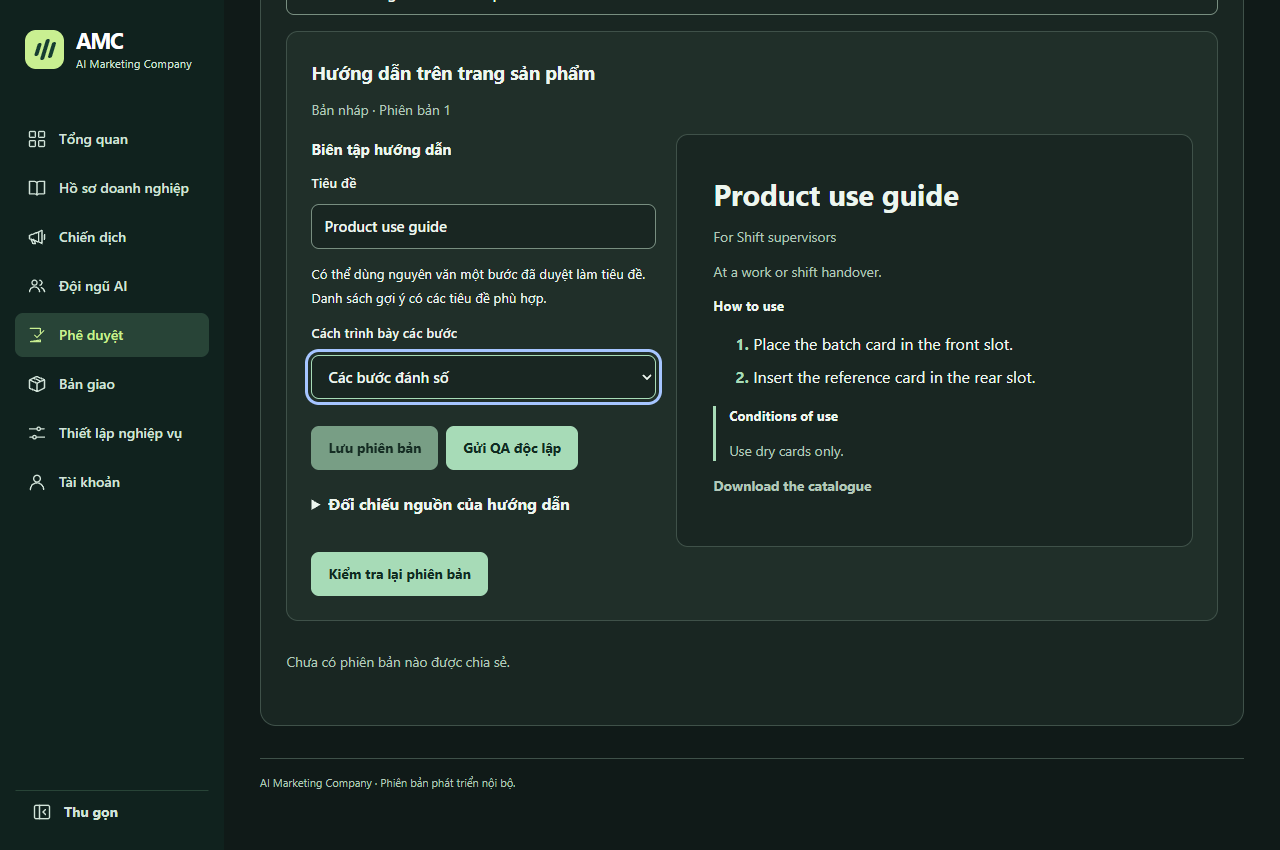 AMC
AI Marketing Company
Tổng quan
Hồ sơ doanh nghiệp
Chiến dịch
Đội ngũ AI
Phê duyệt
Bản giao
Thiết lập nghiệp vụ
Tài khoản
Thu gọn
Hướng dẫn trên trang sản phẩm
Bản nháp · Phiên bản 1
Biên tập hướng dẫn
Tiêu đề
Product use guide
Có thể dùng nguyên văn một bước đã duyệt làm tiêu đề.
Danh sách gợi ý có các tiêu đề phù hợp.
Cách trình bày các bước
Các bước đánh số
Lưu phiên bản
Gửi QA độc lập
Đối chiếu nguồn của hướng dẫn
Kiểm tra lại phiên bản
Product use guide
For Shift supervisors
At a work or shift handover.
How to use
1. Place the batch card in the front slot.
2. Insert the reference card in the rear slot.
Conditions of use
Use dry cards only.
Download the catalogue
Chưa có phiên bản nào được chia sẻ.
AI Marketing Company · Phiên bản phát triển nội bộ.